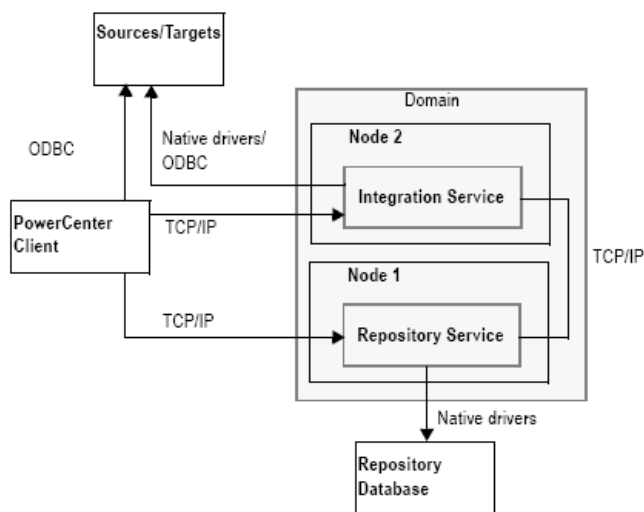 Sources/Targets
Domain
Node 2
Native drivers/
ODBC
ODBC
Integration Service
PowerCenter
Client
TCP/IP
TCP/IP
Node 1
TCP/IP
Repository Service
Native drivers
Repository
Database